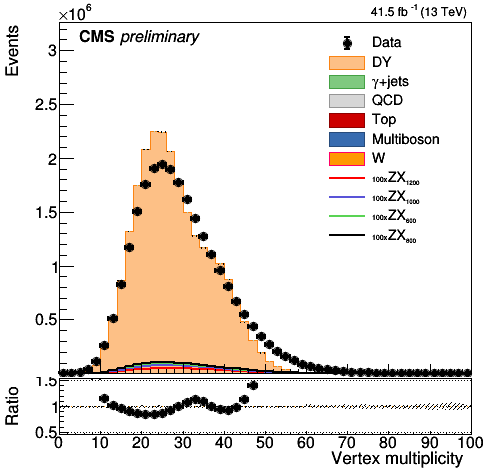 ×10⁶
41.5 fb⁻¹ (13 TeV)
CMS preliminary
Events
3
2.5
2
1.5
1
0.5
Data
DY
γ+jets
QCD
Top
Multiboson
W
100xZX₁₂₀₀
100xZX₁₀₀₀
100xZX₆₀₀
100xZX₈₀₀
Ratio
1.5
1
0.5
0 10 20 30 40 50 60 70 80 90 100
Vertex multiplicity